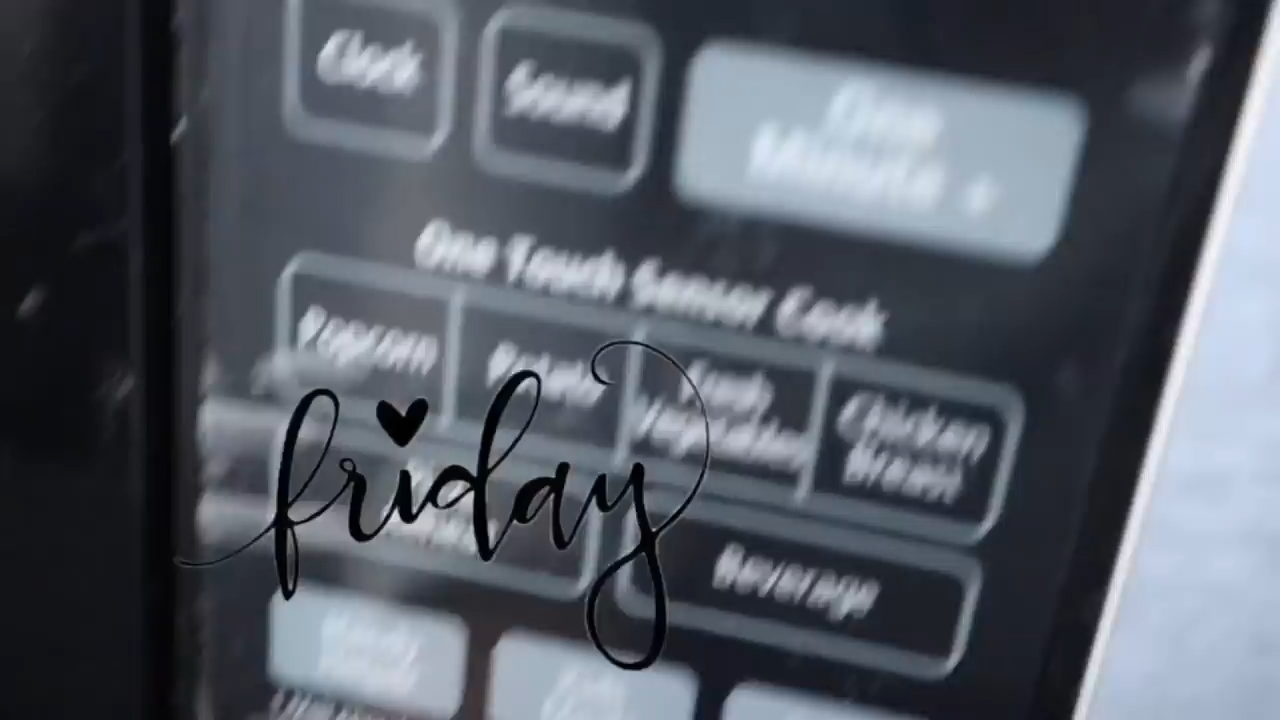 Clock
Sound
One
Minute +
One Touch Sensor Cook
Popcorn
Potato
Fresh
Vegetables
Chicken
Breast
friday
Beverage